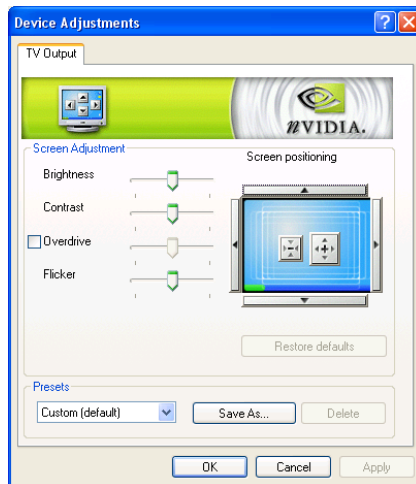 Device Adjustments
TV Output
nVIDIA.
Screen Adjustment
Screen positioning
Brightness
Contrast
Overdrive
Flicker
Restore defaults
Presets
Custom (default)
Save As...
Delete
OK
Cancel
Apply